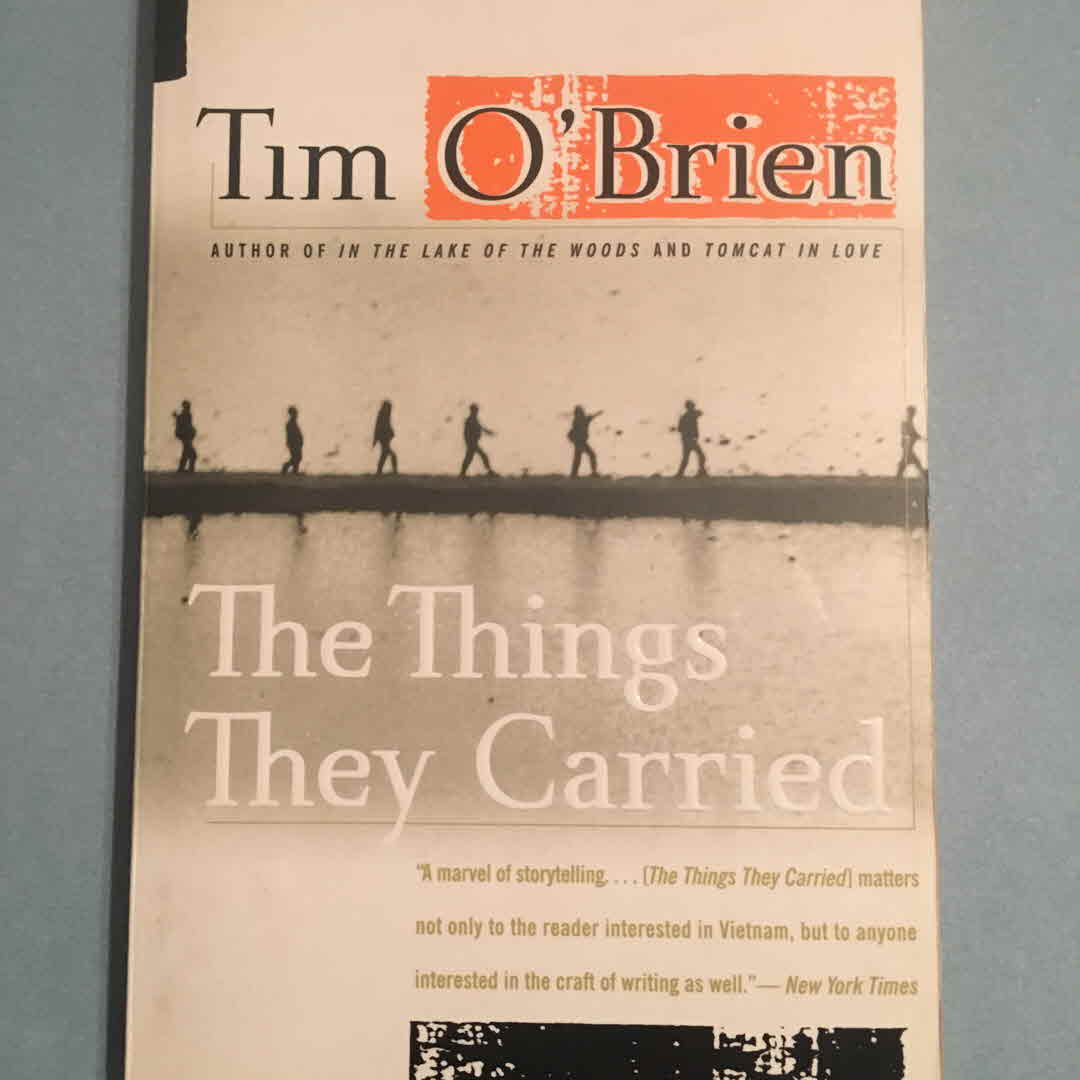 Tim O'Brien
AUTHOR OF IN THE LAKE OF THE WOODS AND TOMCAT IN LOVE
The Things
They Carried
“A marvel of storytelling. . . . [The Things They Carried] matters
not only to the reader interested in Vietnam, but to anyone
interested in the craft of writing as well.”— New York Times